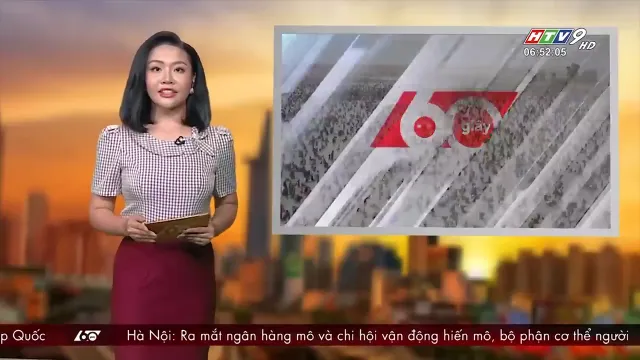 HTV9 HD
06:52:05
60 giây
p Quốc 60 Hà Nội: Ra mắt ngân hàng mô và chi hội vận động hiến mô, bộ phận cơ thể người